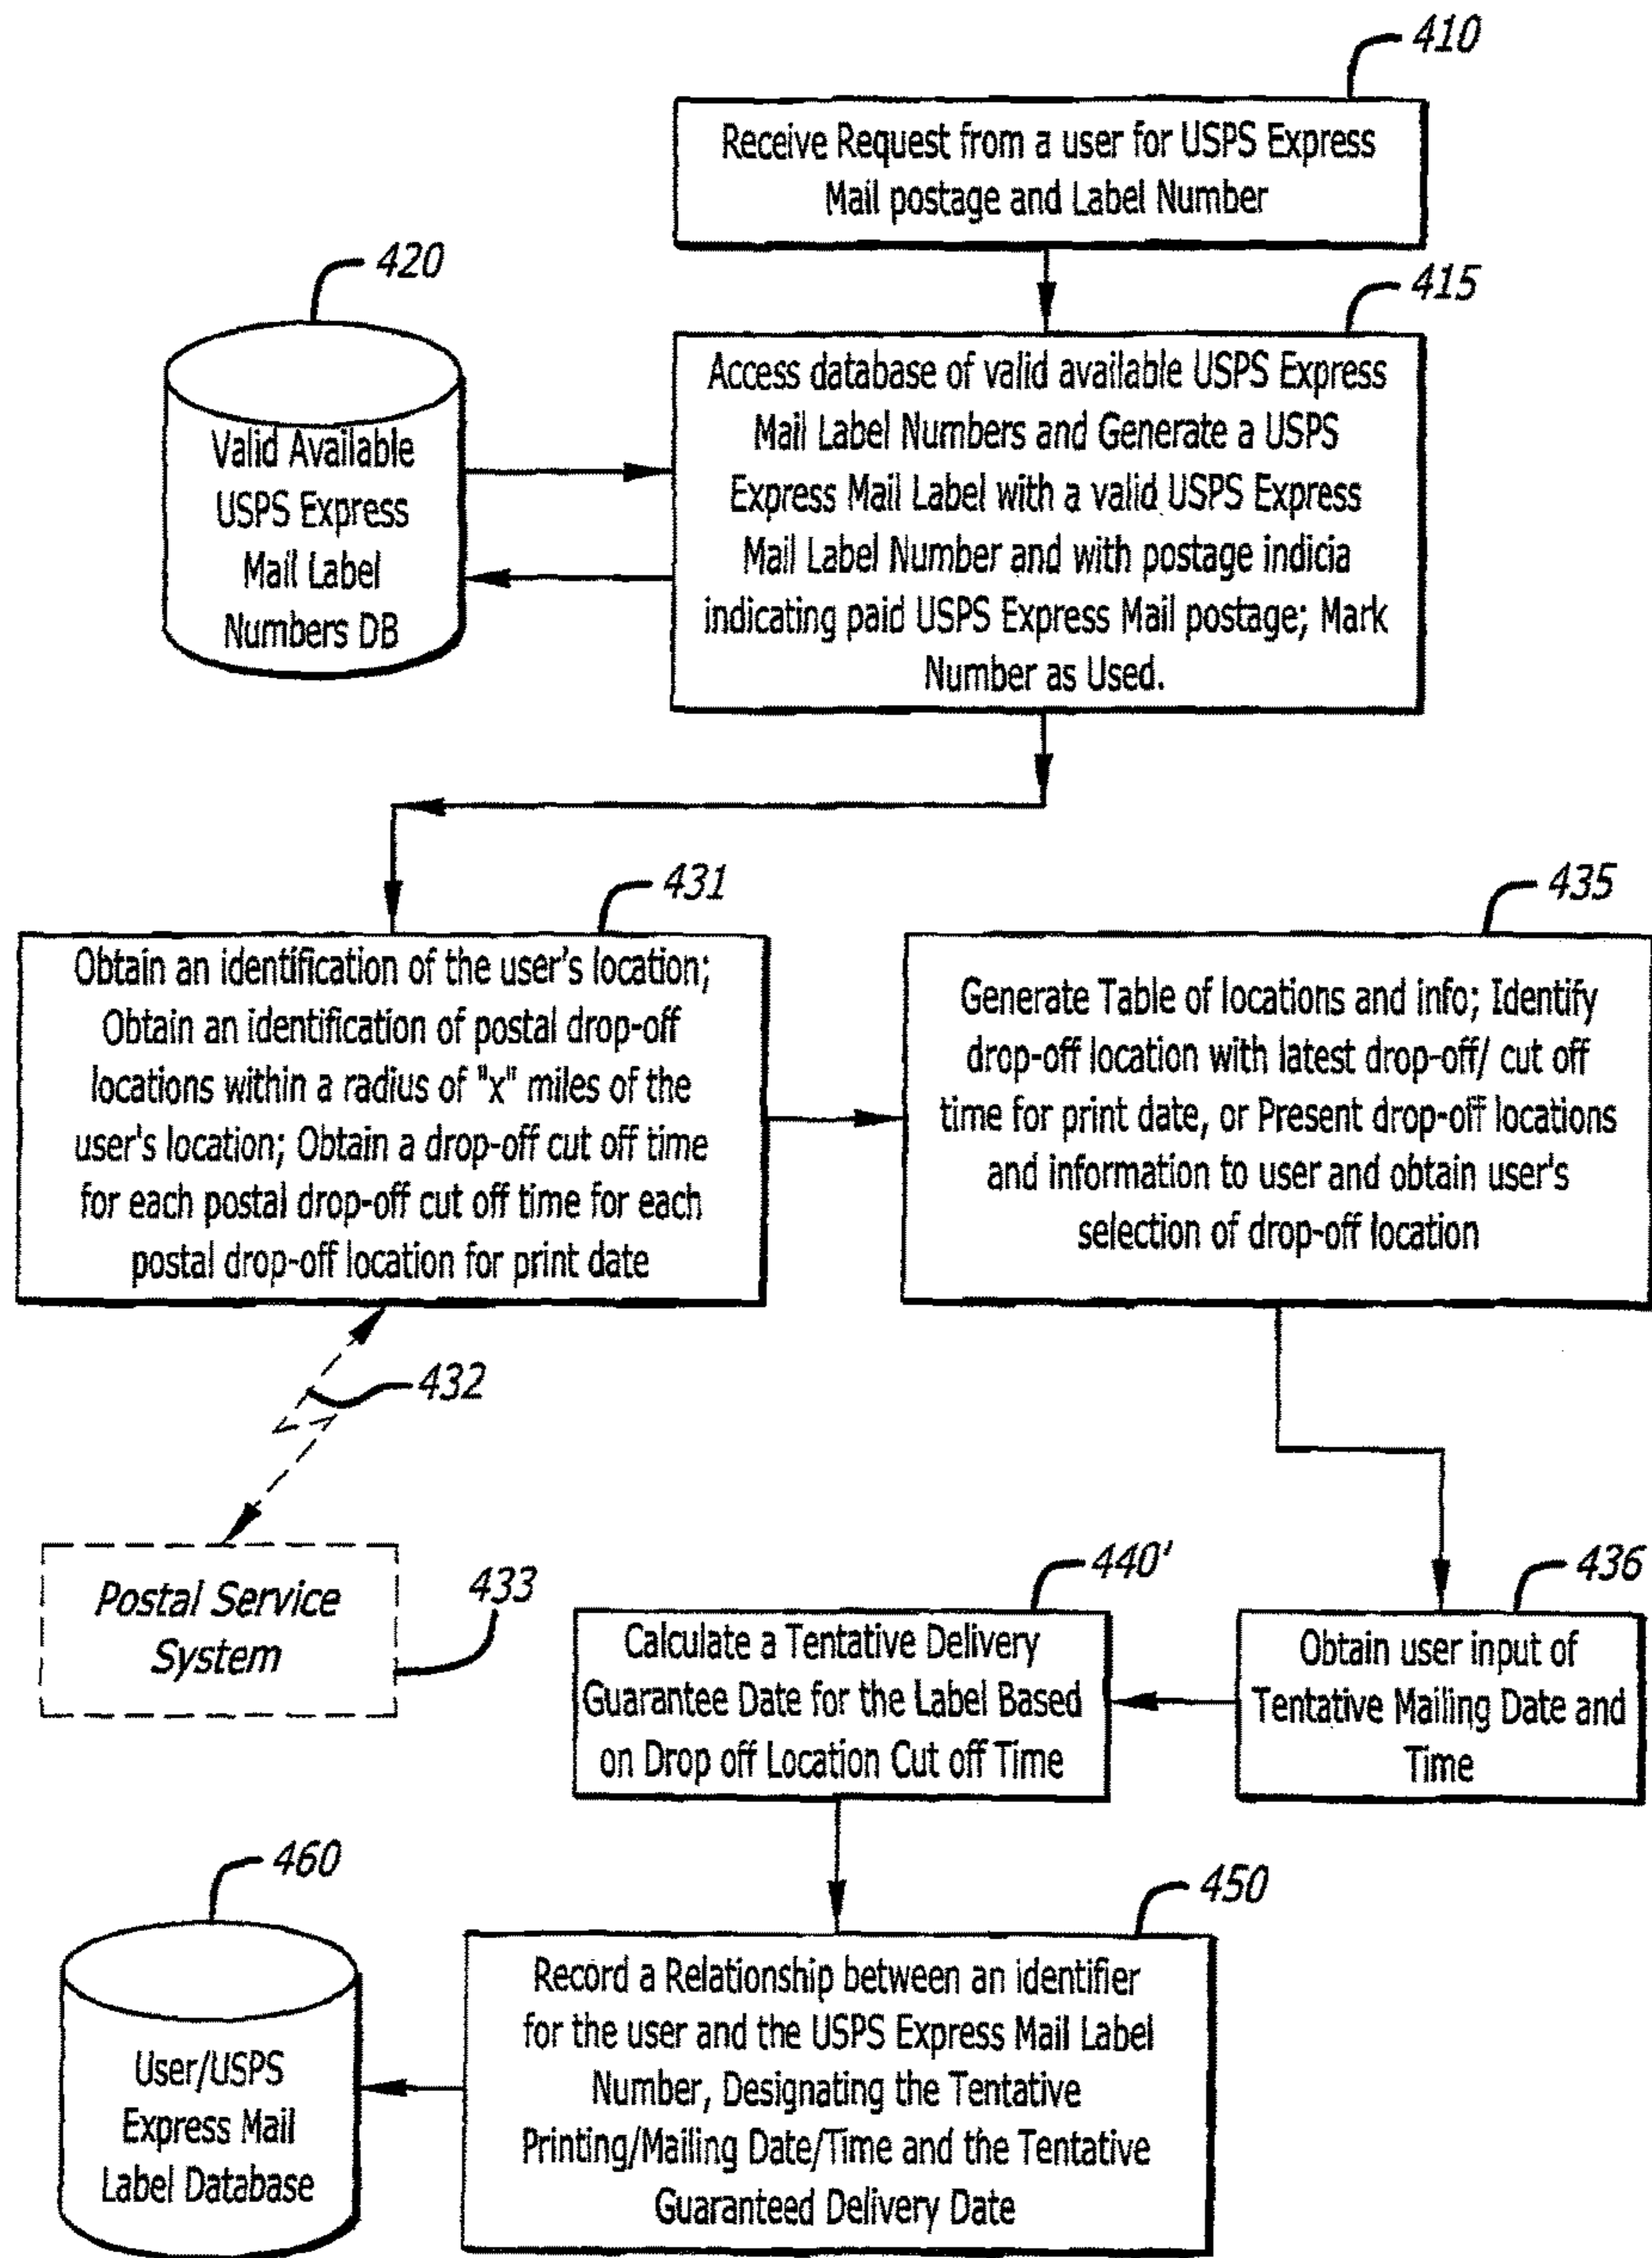 410
Receive Request from a user for USPS Express
Mail postage and Label Number
420
Valid Available
USPS Express
Mail Label
Numbers DB
415
Access database of valid available USPS Express
Mail Label Numbers and Generate a USPS
Express Mail Label with a valid USPS Express
Mail Label Number and with postage indicia
indicating paid USPS Express Mail postage; Mark
Number as Used.
431
Obtain an identification of the user's location;
Obtain an identification of postal drop-off
locations within a radius of "x" miles of the
user's location; Obtain a drop-off cut off time
for each postal drop-off cut off time for each
postal drop-off location for print date
435
Generate Table of locations and info; Identify
drop-off location with latest drop-off/ cut off
time for print date, or Present drop-off locations
and information to user and obtain user's
selection of drop-off location
432
Postal Service
System
433
436
Obtain user input of
Tentative Mailing Date and
Time
440'
Calculate a Tentative Delivery
Guarantee Date for the Label Based
on Drop off Location Cut off Time
450
Record a Relationship between an identifier
for the user and the USPS Express Mail Label
Number, Designating the Tentative
Printing/Mailing Date/Time and the Tentative
Guaranteed Delivery Date
460
User/USPS
Express Mail
Label Database